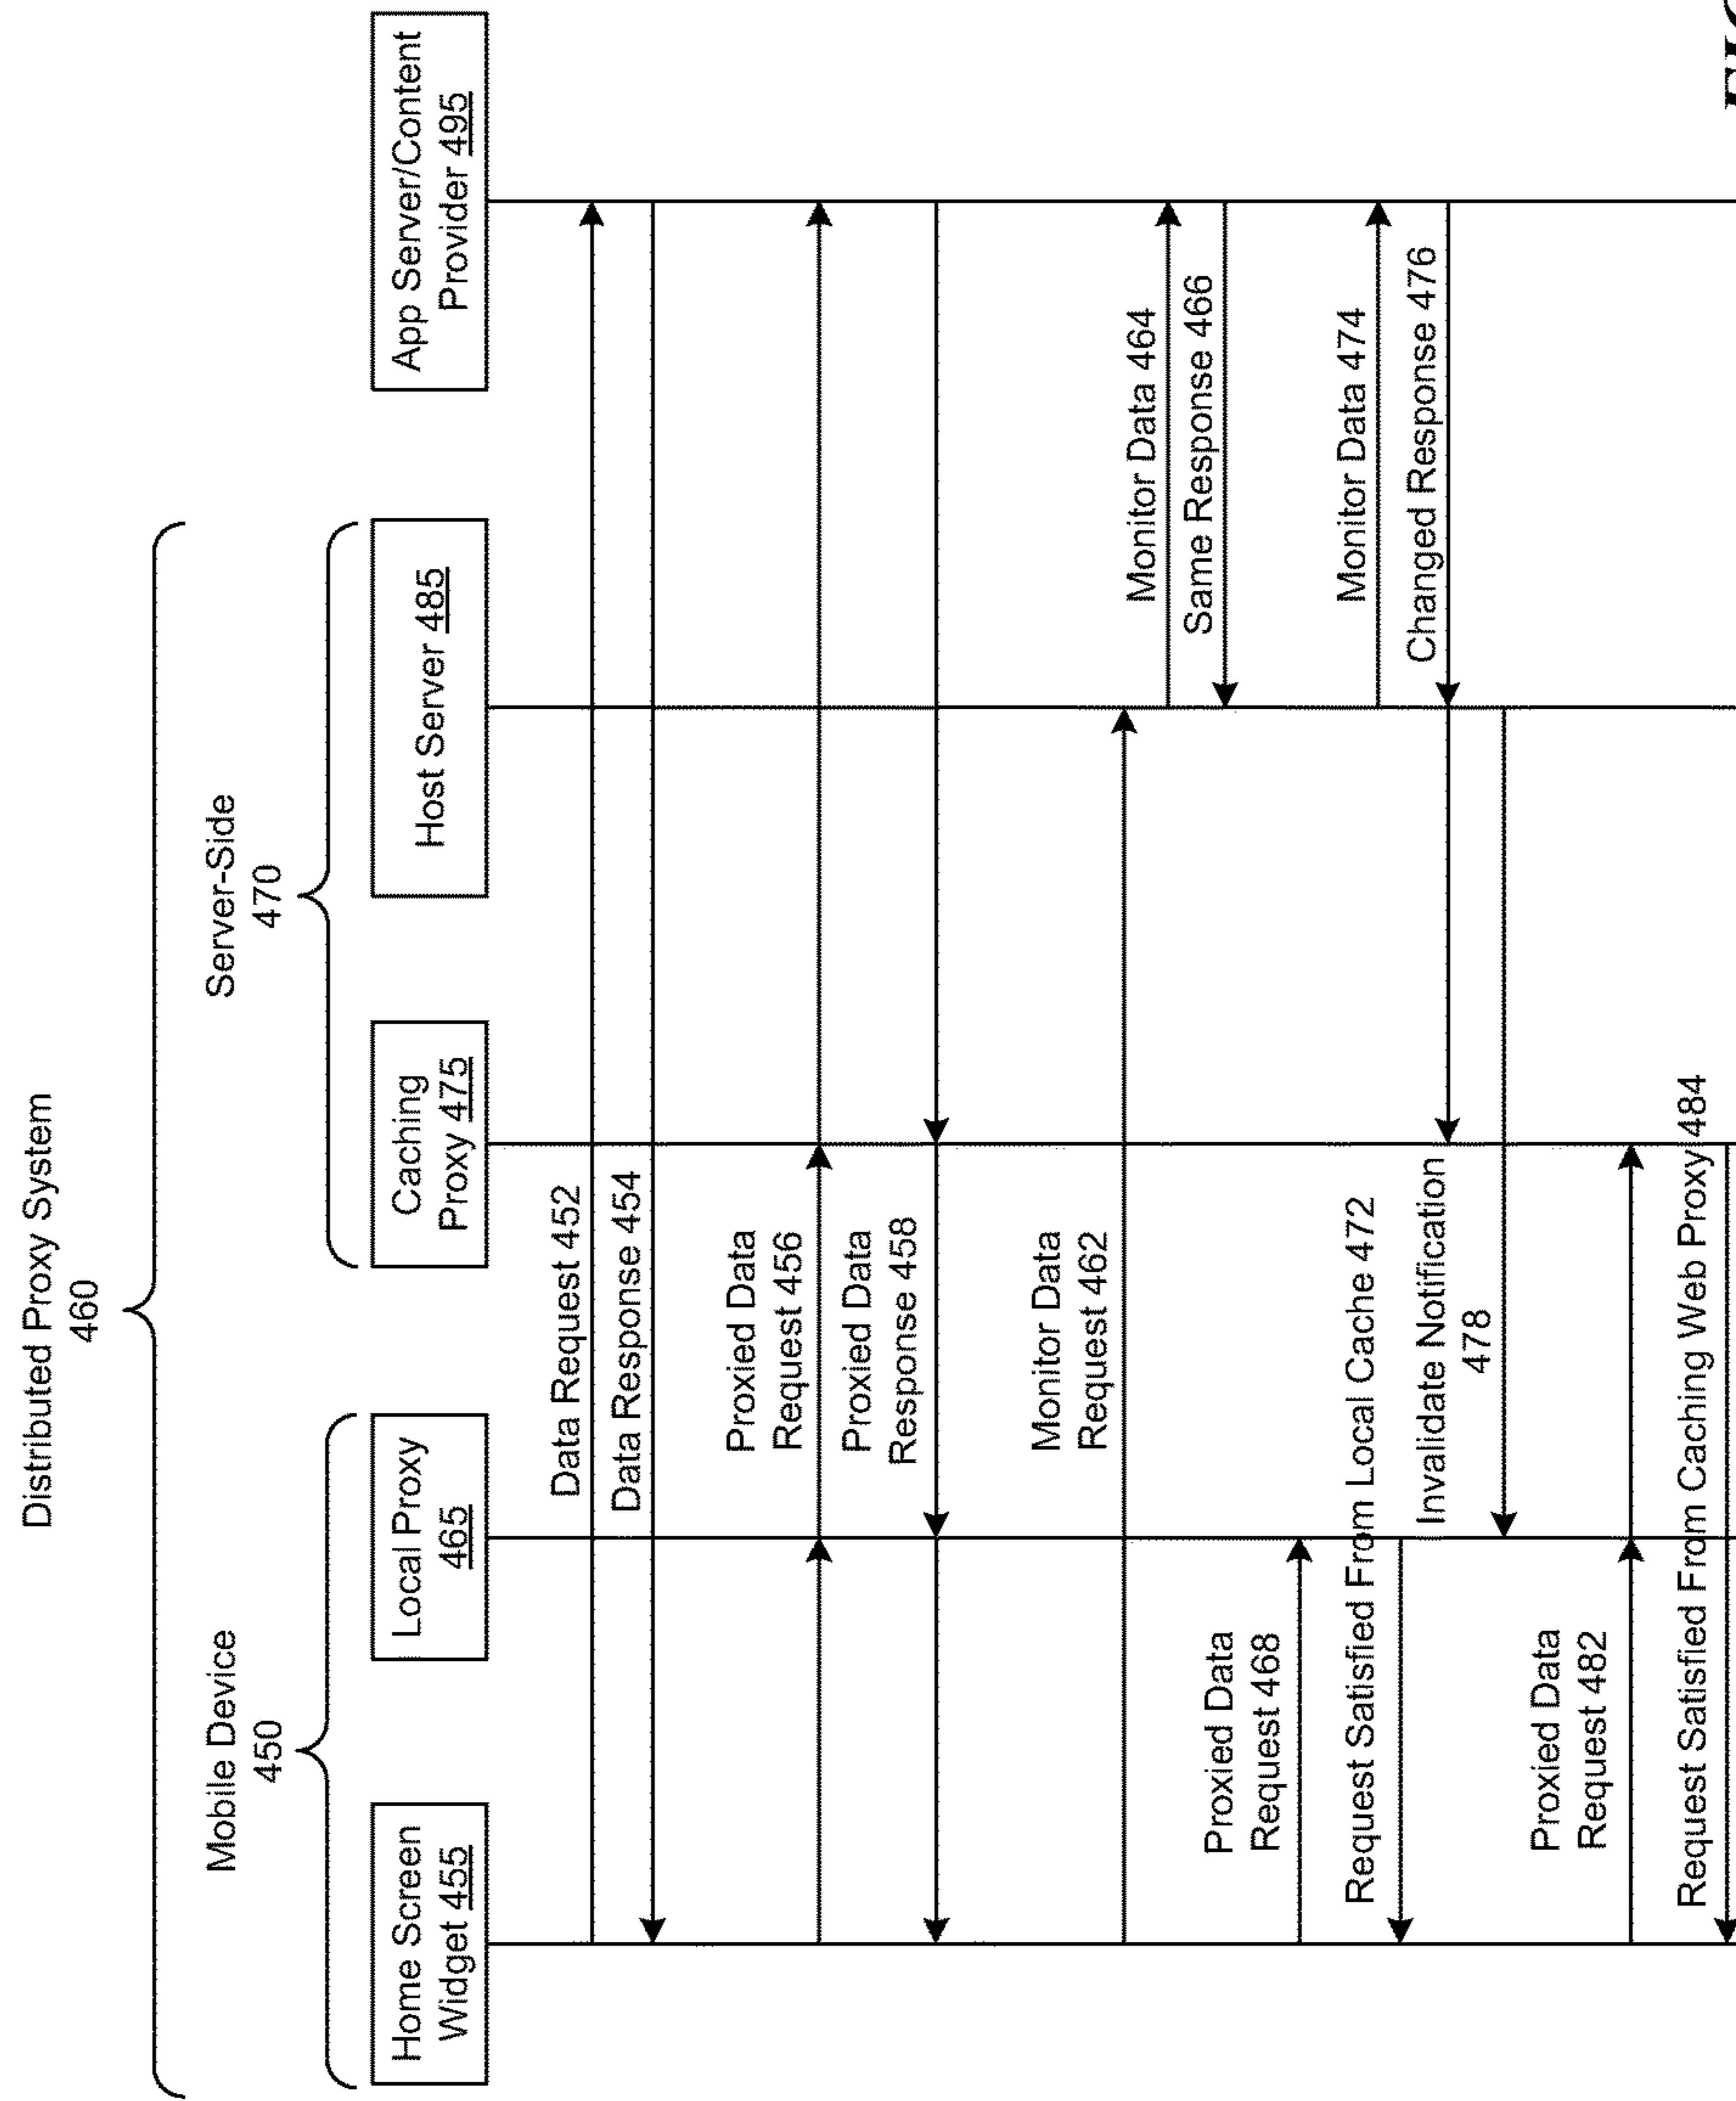 Distributed Proxy System
460
Mobile Device
450
Server-Side
470
Home Screen
Widget 455
Local Proxy
465
Caching
Proxy 475
Host Server 485
App Server/Content
Provider 495
Data Request 452
Data Response 454
Proxied Data
Request 456
Proxied Data
Response 458
Monitor Data
Request 462
Monitor Data 464
Same Response 466
Proxied Data
Request 468
Request Satisfied From Local Cache 472
Monitor Data 474
Changed Response 476
Invalidate Notification
478
Proxied Data
Request 482
Request Satisfied From Caching Web Proxy 484